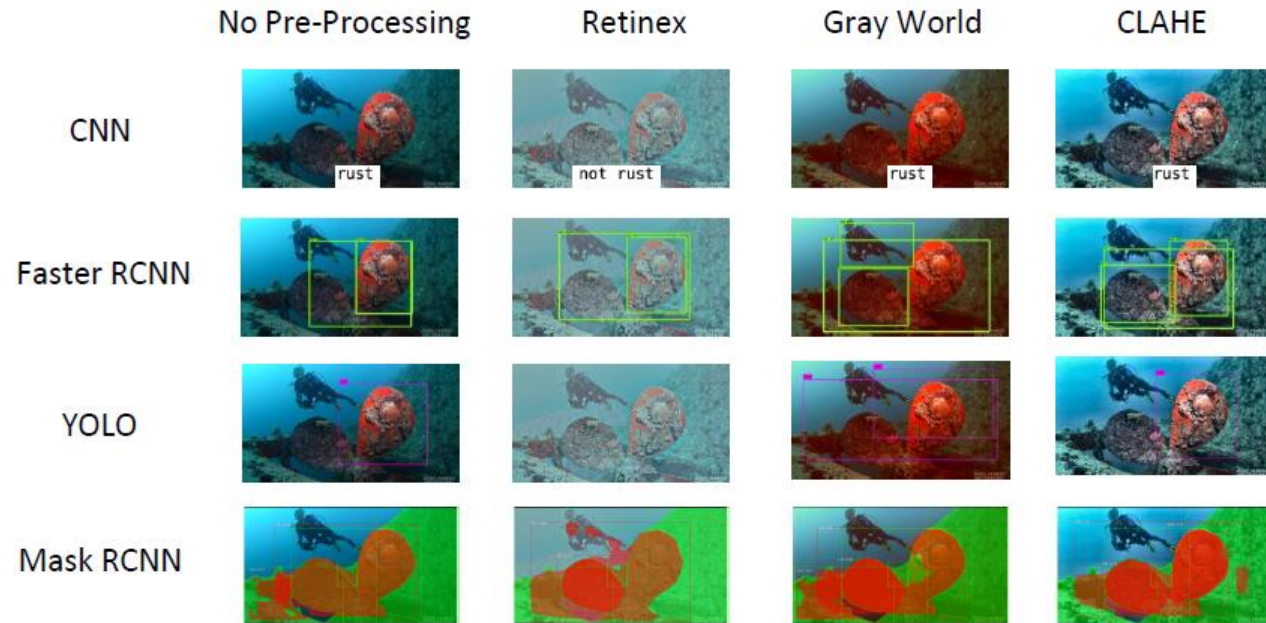 No Pre-Processing Retinex Gray World CLAHE
CNN
rust not rust rust rust
Faster RCNN
YOLO
Mask RCNN